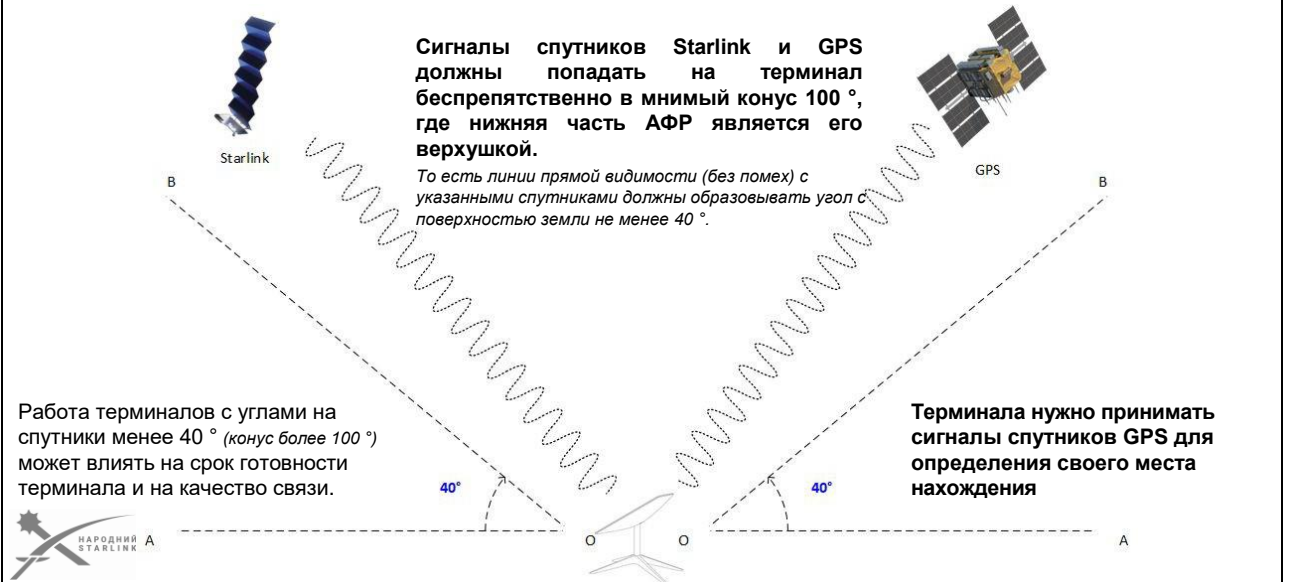 Сигналы спутников Starlink и GPS
должны попадать на терминал
беспрепятственно в мнимый конус 100 °,
где нижняя часть АФР является его
верхушкой.
То есть линии прямой видимости (без помех) с
указанными спутниками должны образовывать угол с
поверхностью земли не менее 40 °.
Starlink
GPS
B
B
Работа терминалов с углами на
спутники менее 40 ° (конус более 100 °)
может влиять на срок готовности
терминала и на качество связи.
Терминала нужно принимать
сигналы спутников GPS для
определения своего места
нахождения
40°
40°
НАРОДНИЙ
STARLINK
A
O
O
A